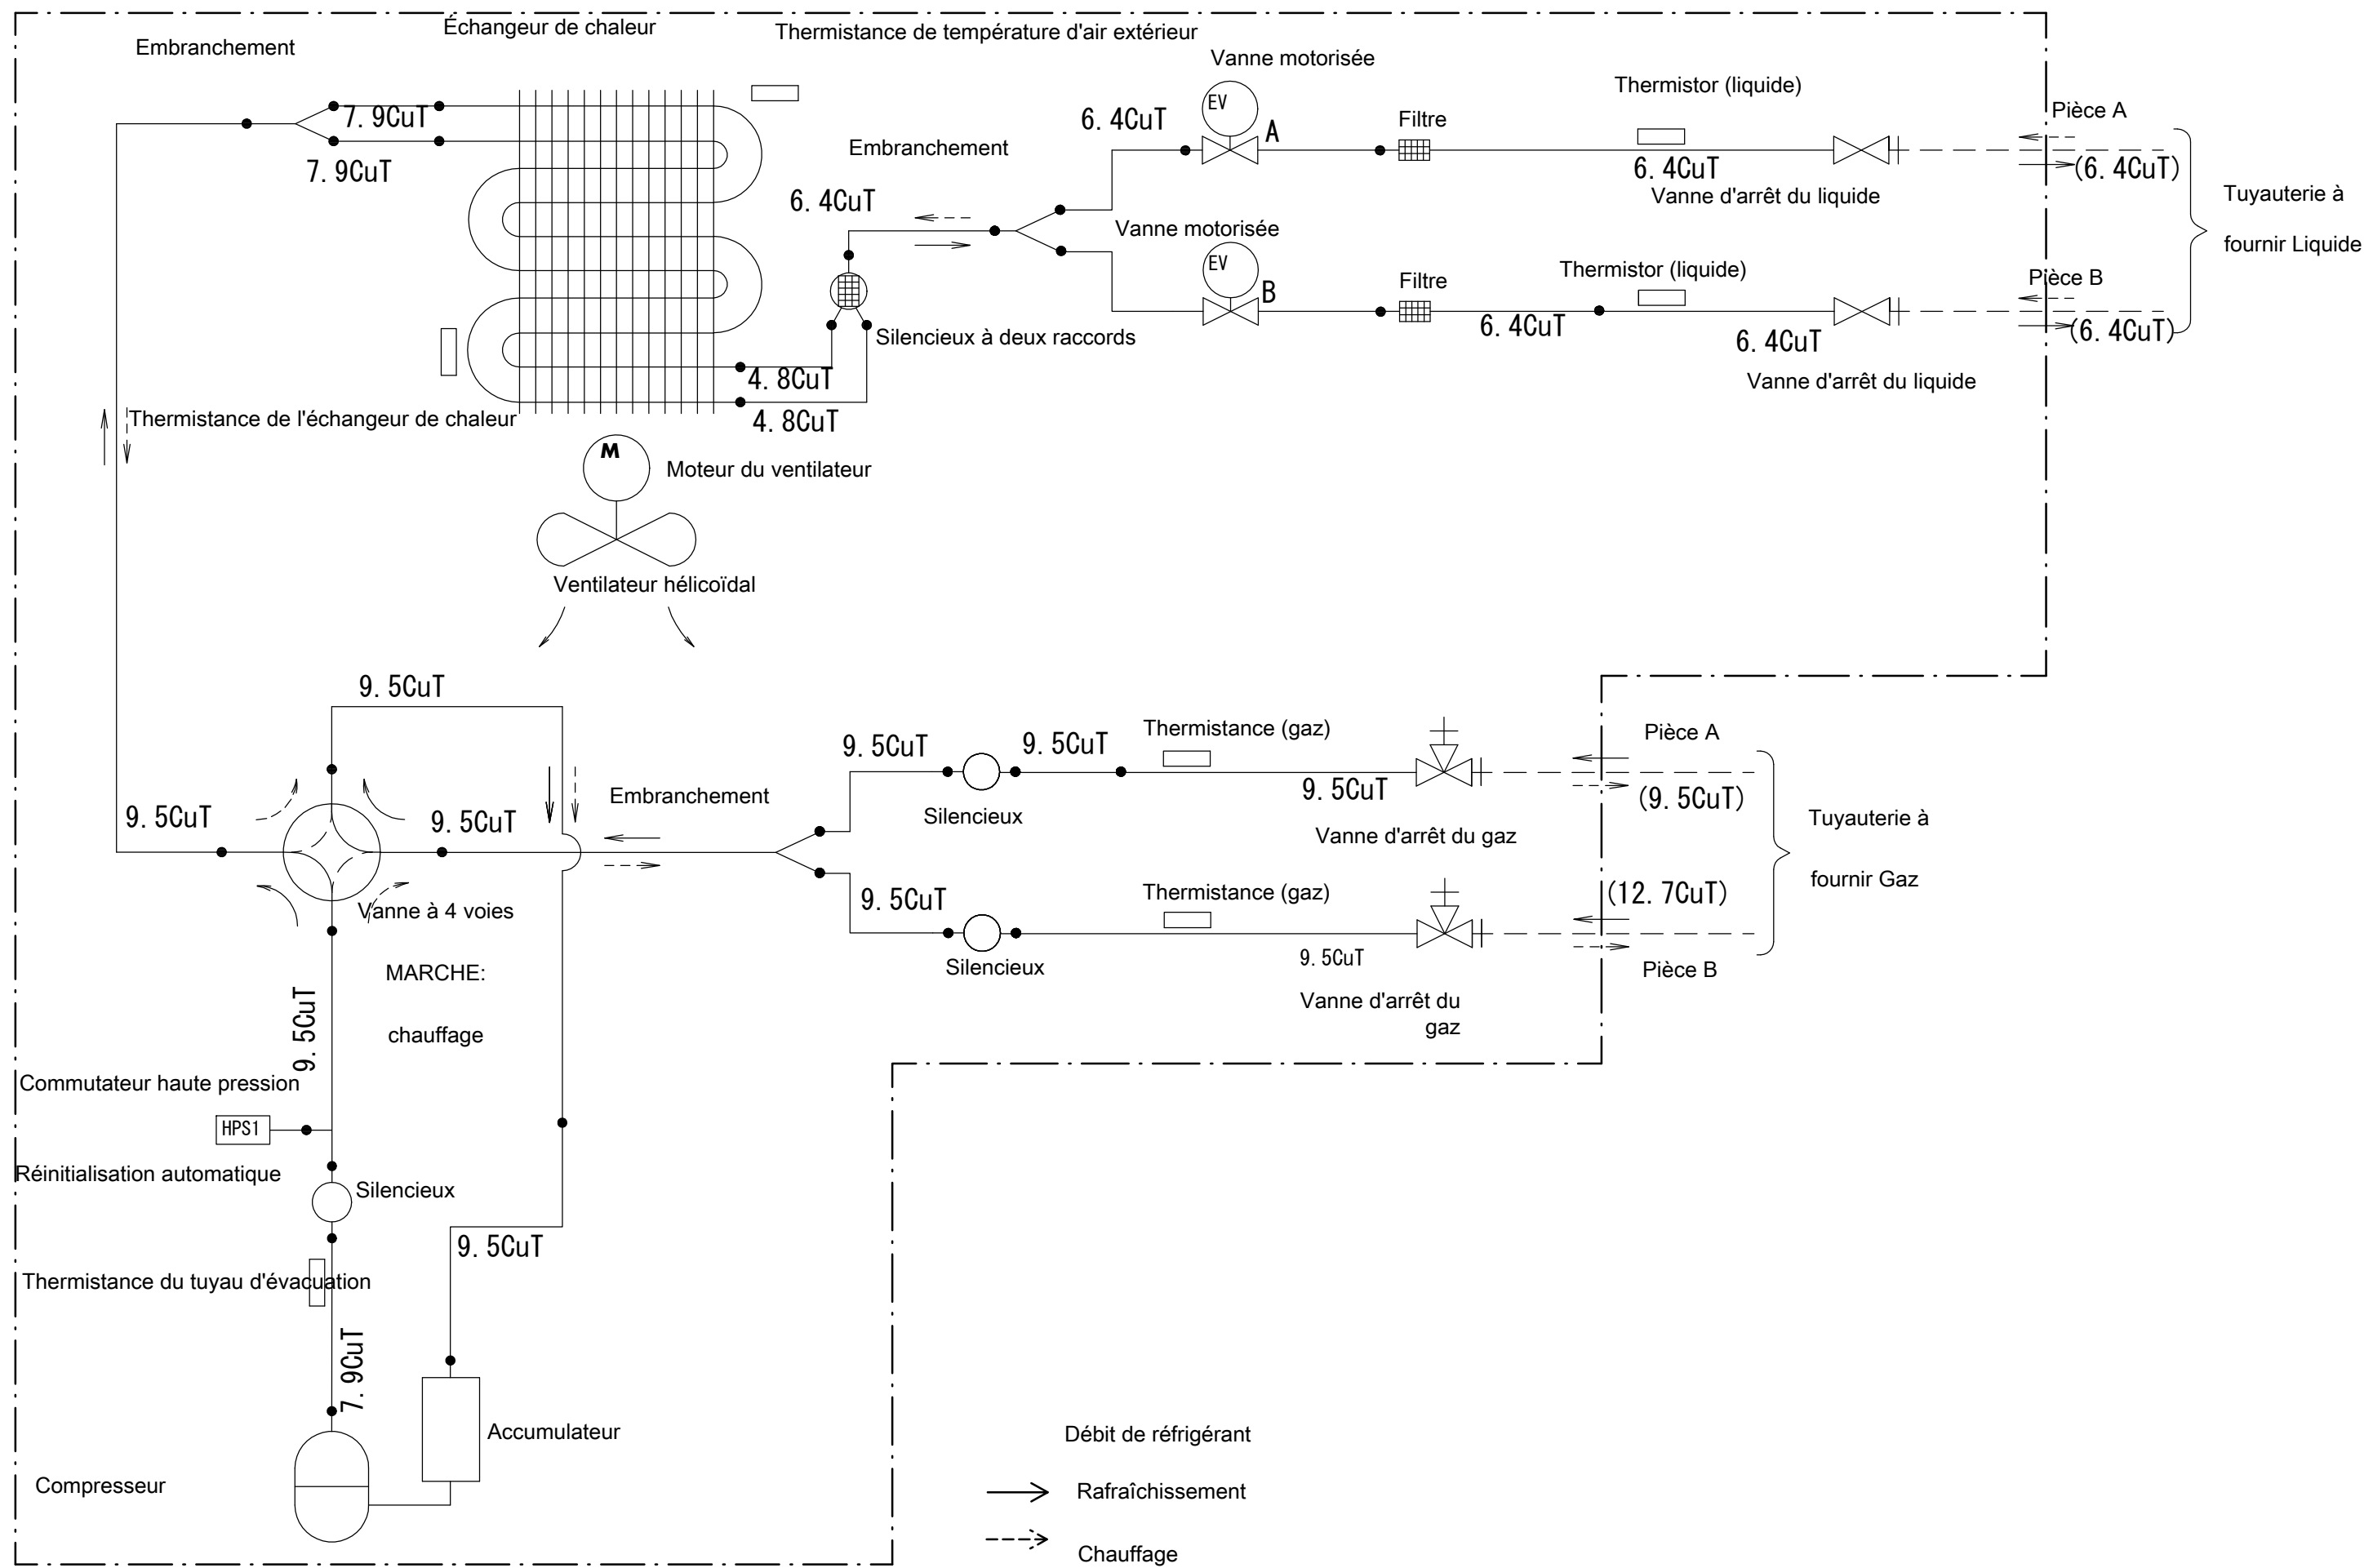 Échangeur de chaleur
Thermistance de température d'air extérieur
Embranchement
Vanne motorisée
Thermistor (liquide)
EV
Pièce A
7.9CuT
6.4CuT
Filtre
A
Embranchement
7.9CuT
6.4CuT
(6.4CuT)
6.4CuT
Vanne d'arrêt du liquide
Tuyauterie à
Vanne motorisée
fournir Liquide
EV
Thermistor (liquide)
Pièce B
Filtre
B
Silencieux à deux raccords
6.4CuT
(6.4CuT)
6.4CuT
4.8CuT
Vanne d'arrêt du liquide
Thermistance de l'échangeur de chaleur
4.8CuT
M
Moteur du ventilateur
Ventilateur hélicoïdal
9.5CuT
Thermistance (gaz)
Pièce A
9.5CuT
9.5CuT
Embranchement
9.5CuT
(9.5CuT)
9.5CuT
9.5CuT
Silencieux
Vanne d'arrêt du gaz
Tuyauterie à
fournir Gaz
9.5CuT
Thermistance (gaz)
(12.7CuT)
Vanne à 4 voies
Silencieux
9.5CuT
Pièce B
MARCHE:
chauffage
Vanne d'arrêt du
gaz
9.5CuT
Commutateur haute pression
HPS1
Réinitialisation automatique
Silencieux
9.5CuT
Thermistance du tuyau d'évacuation
7.9CuT
Accumulateur
Compresseur
Débit de réfrigérant
Rafraîchissement
Chauffage